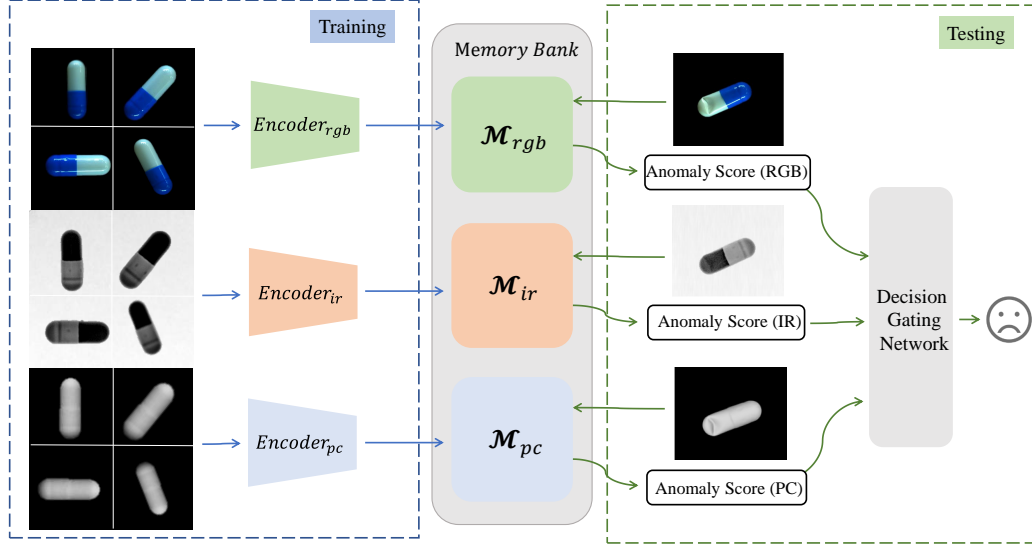 Training
Memory Bank
Testing
Encoder_rgb
ℳ_rgb
Anomaly Score (RGB)
Encoder_ir
ℳ_ir
Anomaly Score (IR)
Decision
Gating
Network
Encoder_pc
ℳ_pc
Anomaly Score (PC)